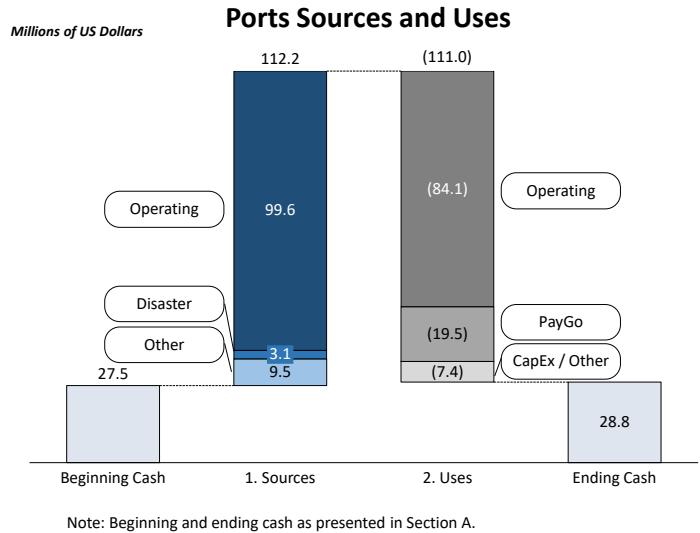 Ports Sources and Uses
Millions of US Dollars
112.2
(111.0)
Operating
99.6
(84.1)
Operating
Disaster
Other
3.1
9.5
(19.5)
PayGo
(7.4)
CapEx / Other
27.5
28.8
Beginning Cash
1. Sources
2. Uses
Ending Cash
Note: Beginning and ending cash as presented in Section A.